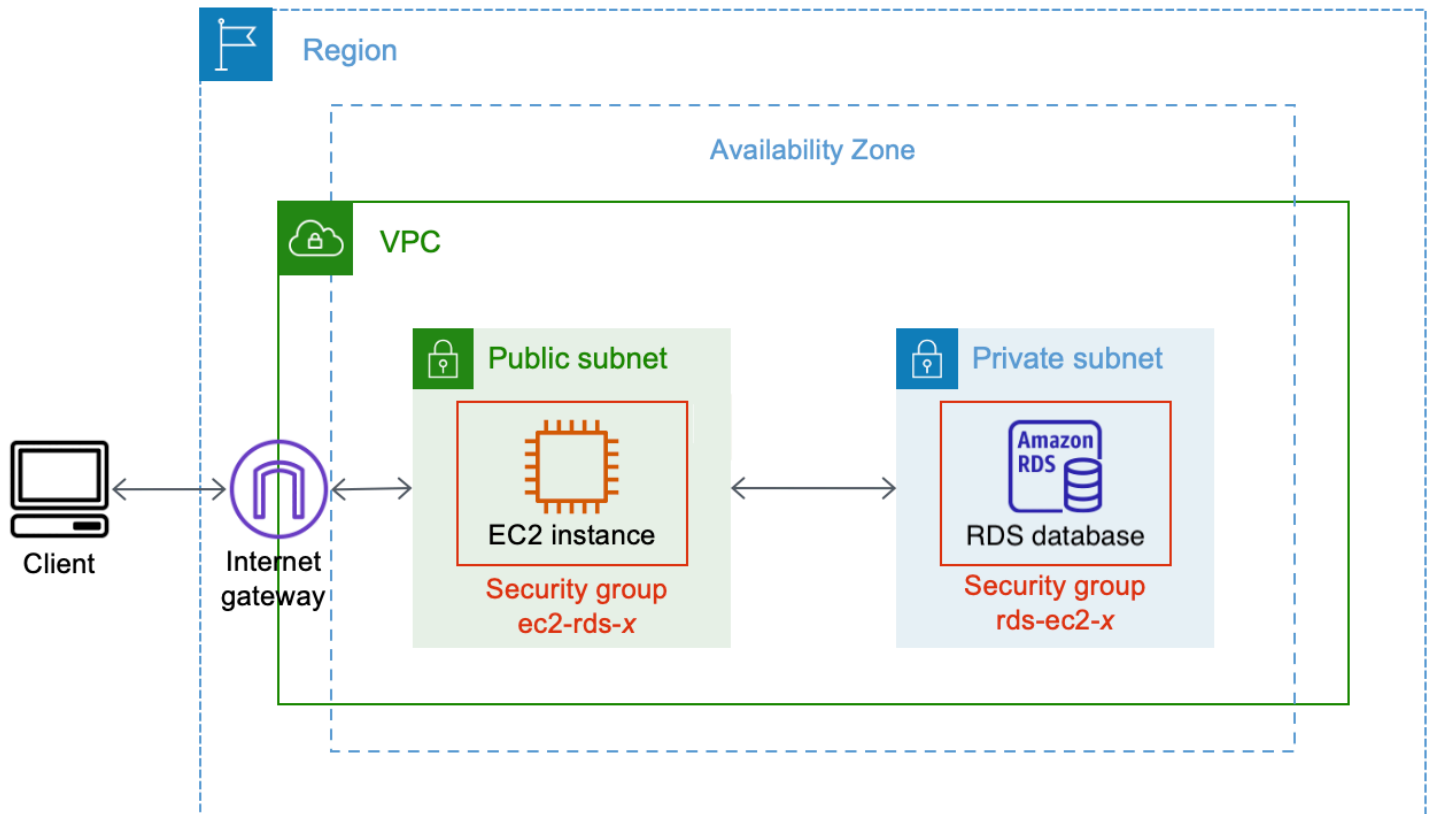 Region
Availability Zone
VPC
Public subnet
Private subnet
Amazon
RDS
EC2 instance
RDS database
Client
Internet
gateway
Security group
ec2-rds-x
Security group
rds-ec2-x